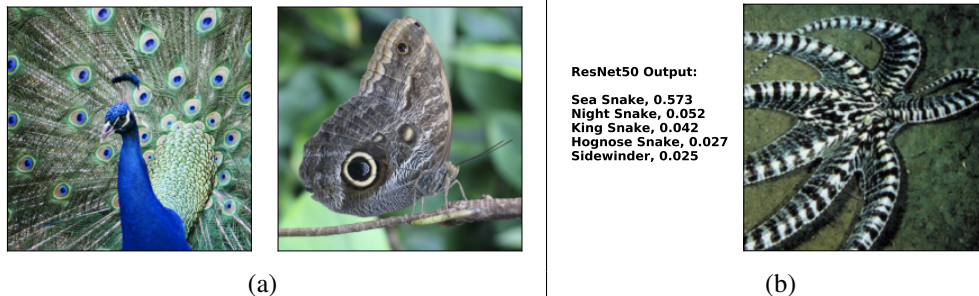 ResNet50 Output:
Sea Snake, 0.573
Night Snake, 0.052
King Snake, 0.042
Hognose Snake, 0.027
Sidewinder, 0.025
(a)
(b)